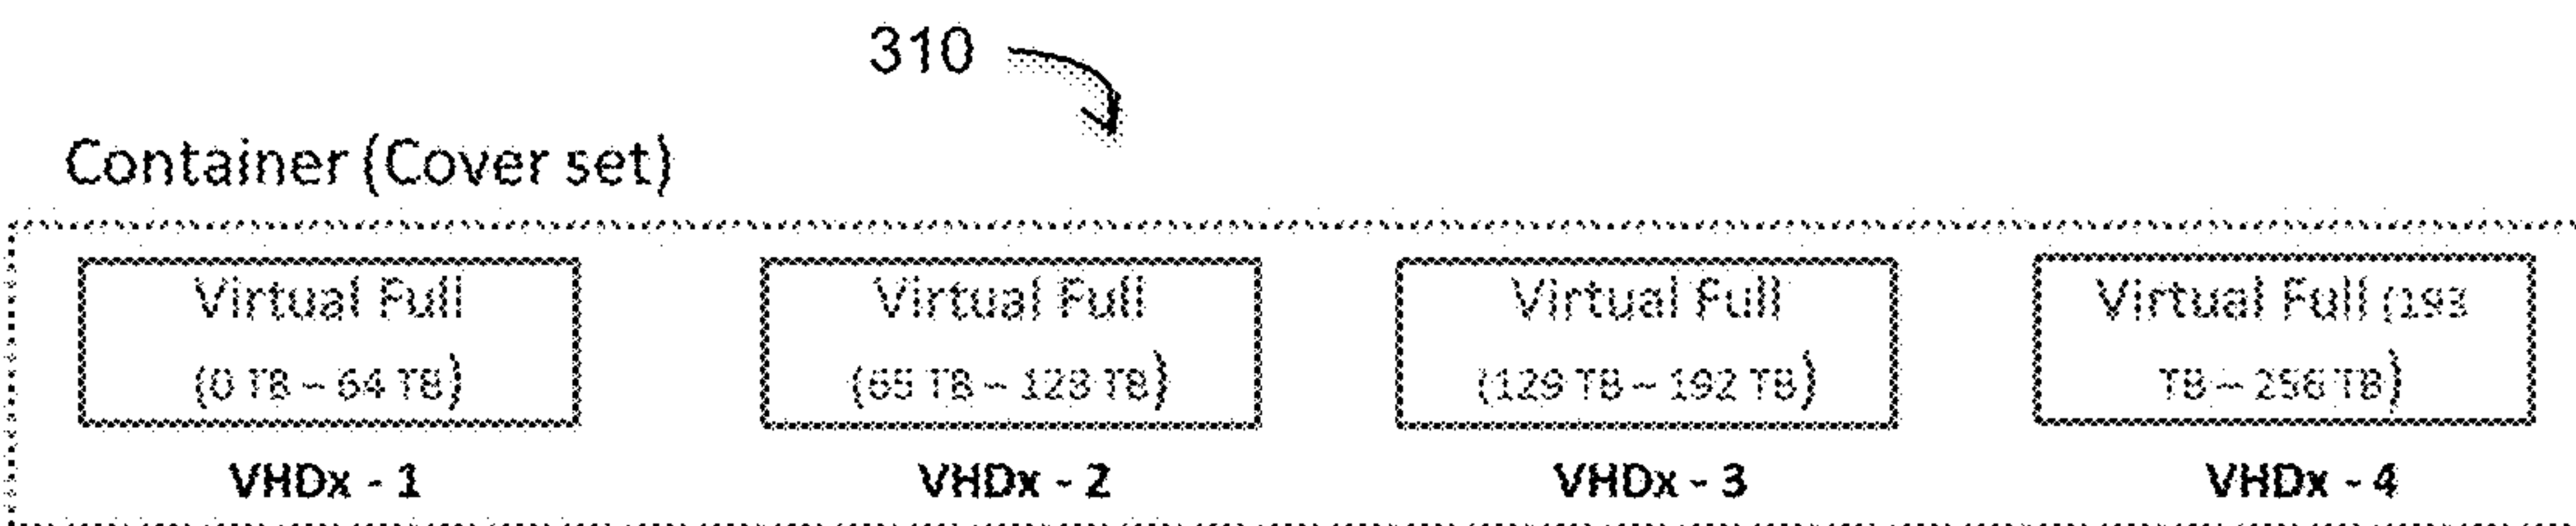 310
Container (Cover set)
Virtual Full
(0 TB – 64 TB)
VHDx - 1
Virtual Full
(65 TB – 128 TB)
VHDx - 2
Virtual Full
(129 TB – 192 TB)
VHDx - 3
Virtual Full (193
TB – 256 TB)
VHDx - 4